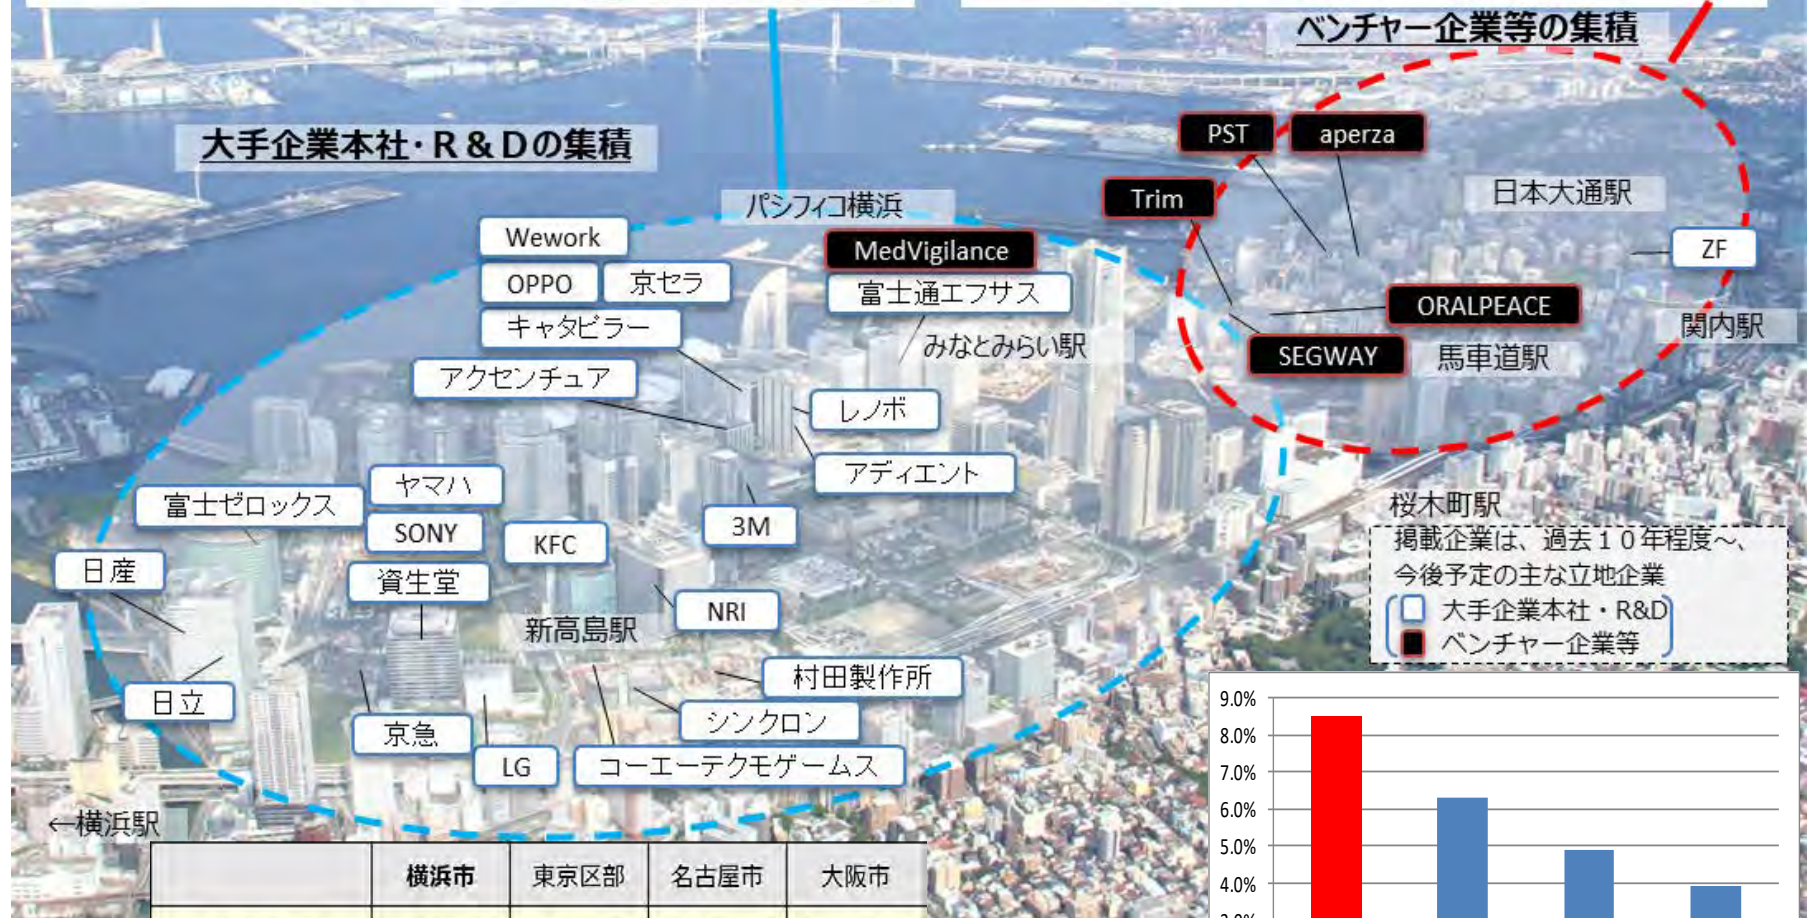 ベンチャー企業等の集積
大手企業本社・R&Dの集積
PST
aperza
Trim
日本大通駅
パシフィコ横浜
Wework
MedVigilance
ZF
OPPO
京セラ
富士通エフサス
ORALPEACE
キャタピラー
みなとみらい駅
関内駅
SEGWAY
馬車道駅
アクセンチュア
レノボ
アディエント
富士ゼロックス
ヤマハ
SONY
KFC
3M
桜木町駅
掲載企業は、過去10年程度~、
今後予定の主な立地企業
大手企業本社・R&D
ベンチャー企業等
日産
資生堂
NRI
新高島駅
村田製作所
日立
シンクロン
京急
LG
コーエーテクモゲームス
←横浜駅
横浜市 東京区部 名古屋市 大阪市
9.0%
8.0%
7.0%
6.0%
5.0%
4.0%